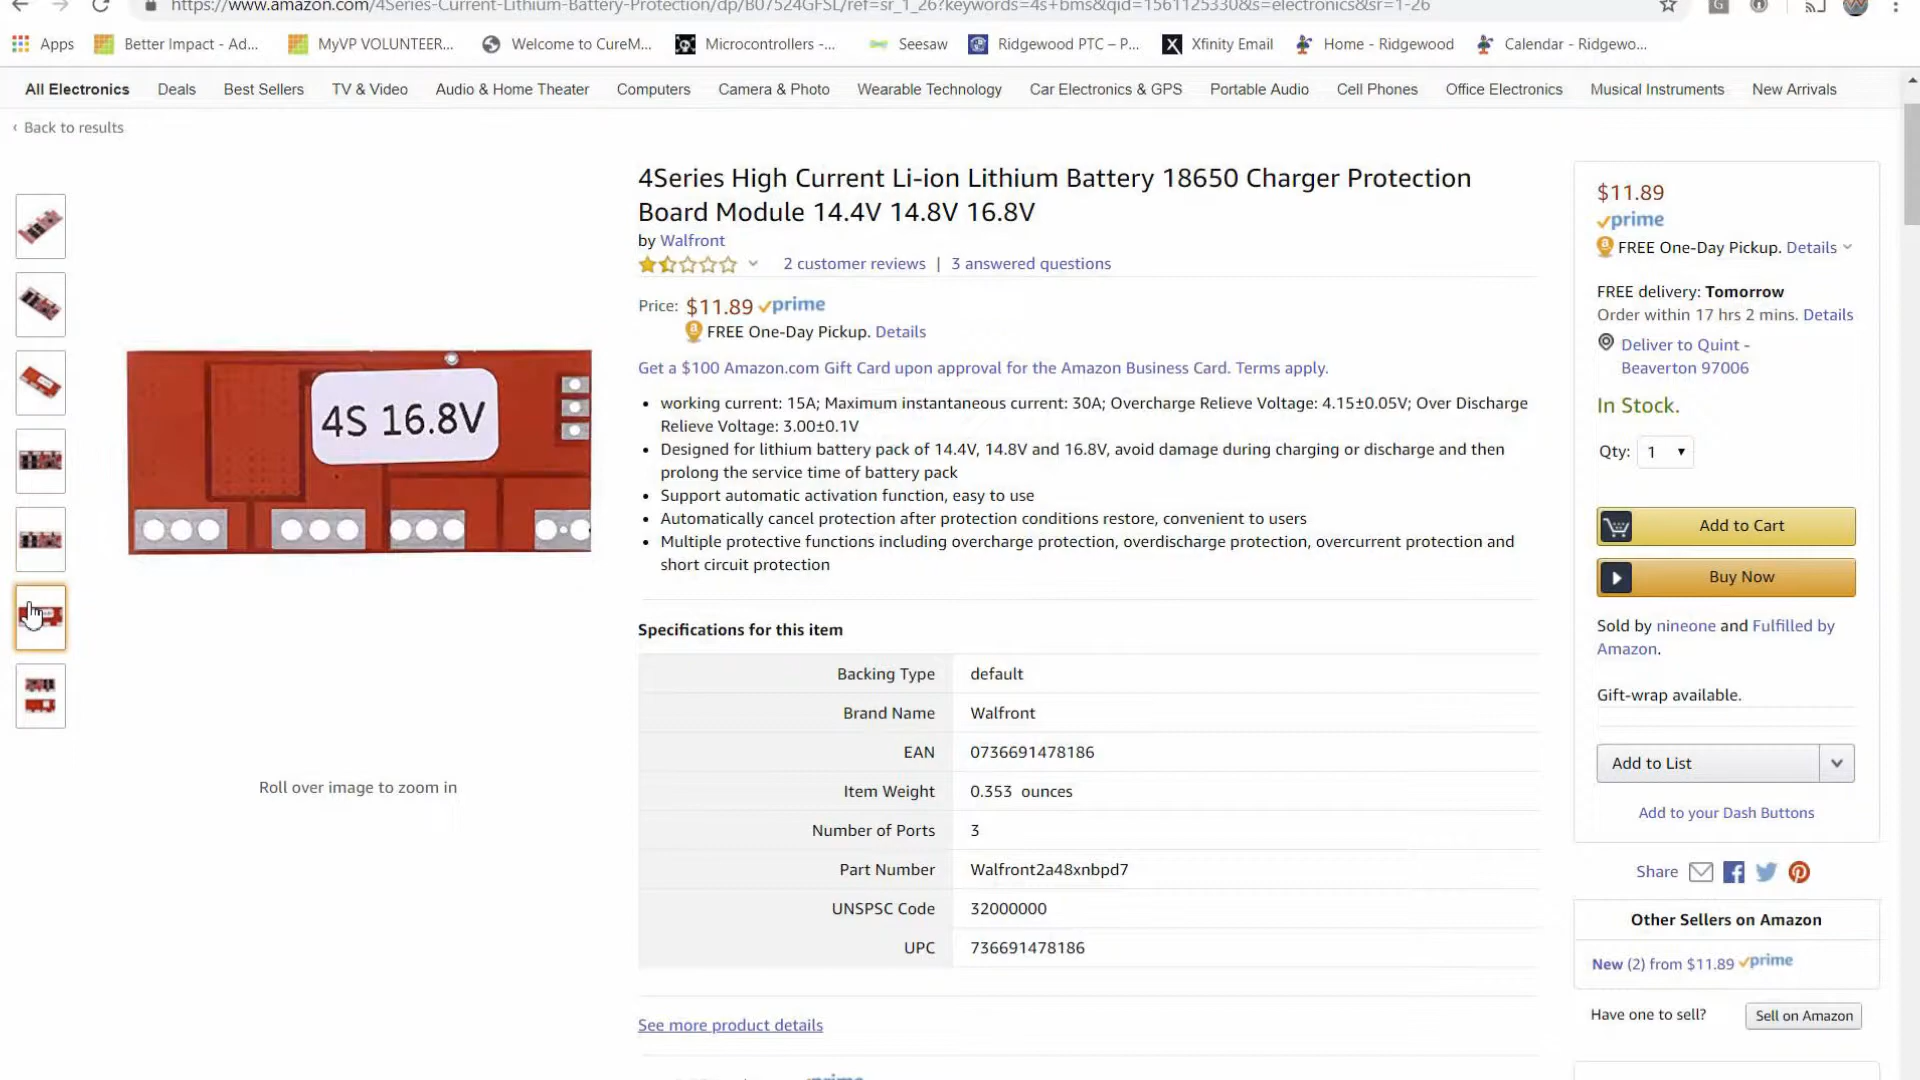 https://www.amazon.com/4Series-Current-Lithium-Battery-Protection/dp/B07524GFSL/ref=sr_1_26?keywords=4s+bms&qid=1561125330&s=electronics&sr=1-26
Apps Better Impact - Ad... MyVP VOLUNTEER... Welcome to CureM... Microcontrollers -... Seesaw Ridgewood PTC – P... Xfinity Email Home - Ridgewood Calendar - Ridgewo...
All Electronics Deals Best Sellers TV & Video Audio & Home Theater Computers Camera & Photo Wearable Technology Car Electronics & GPS Portable Audio Cell Phones Office Electronics Musical Instruments New Arrivals
‹ Back to results
4Series High Current Li-ion Lithium Battery 18650 Charger Protection
Board Module 14.4V 14.8V 16.8V
by Walfront
2 customer reviews | 3 answered questions
Price: $11.89 prime
FREE One-Day Pickup. Details
Get a $100 Amazon.com Gift Card upon approval for the Amazon Business Card. Terms apply.
• working current: 15A; Maximum instantaneous current: 30A; Overcharge Relieve Voltage: 4.15±0.05V; Over Discharge
Relieve Voltage: 3.00±0.1V
• Designed for lithium battery pack of 14.4V, 14.8V and 16.8V, avoid damage during charging or discharge and then
prolong the service time of battery pack
• Support automatic activation function, easy to use
• Automatically cancel protection after protection conditions restore, convenient to users
• Multiple protective functions including overcharge protection, overdischarge protection, overcurrent protection and
short circuit protection
4S 16.8V
Roll over image to zoom in
Specifications for this item
Backing Type default
Brand Name Walfront
EAN 0736691478186
Item Weight 0.353 ounces
Number of Ports 3
Part Number Walfront2a48xnbpd7
UNSPSC Code 32000000
UPC 736691478186
See more product details
$11.89
prime
FREE One-Day Pickup. Details
FREE delivery: Tomorrow
Order within 17 hrs 2 mins. Details
Deliver to Quint -
Beaverton 97006
In Stock.
Qty: 1
Add to Cart
Buy Now
Sold by nineone and Fulfilled by
Amazon.
Gift-wrap available.
Add to List
Add to your Dash Buttons
Share
Other Sellers on Amazon
New (2) from $11.89 prime
Have one to sell? Sell on Amazon